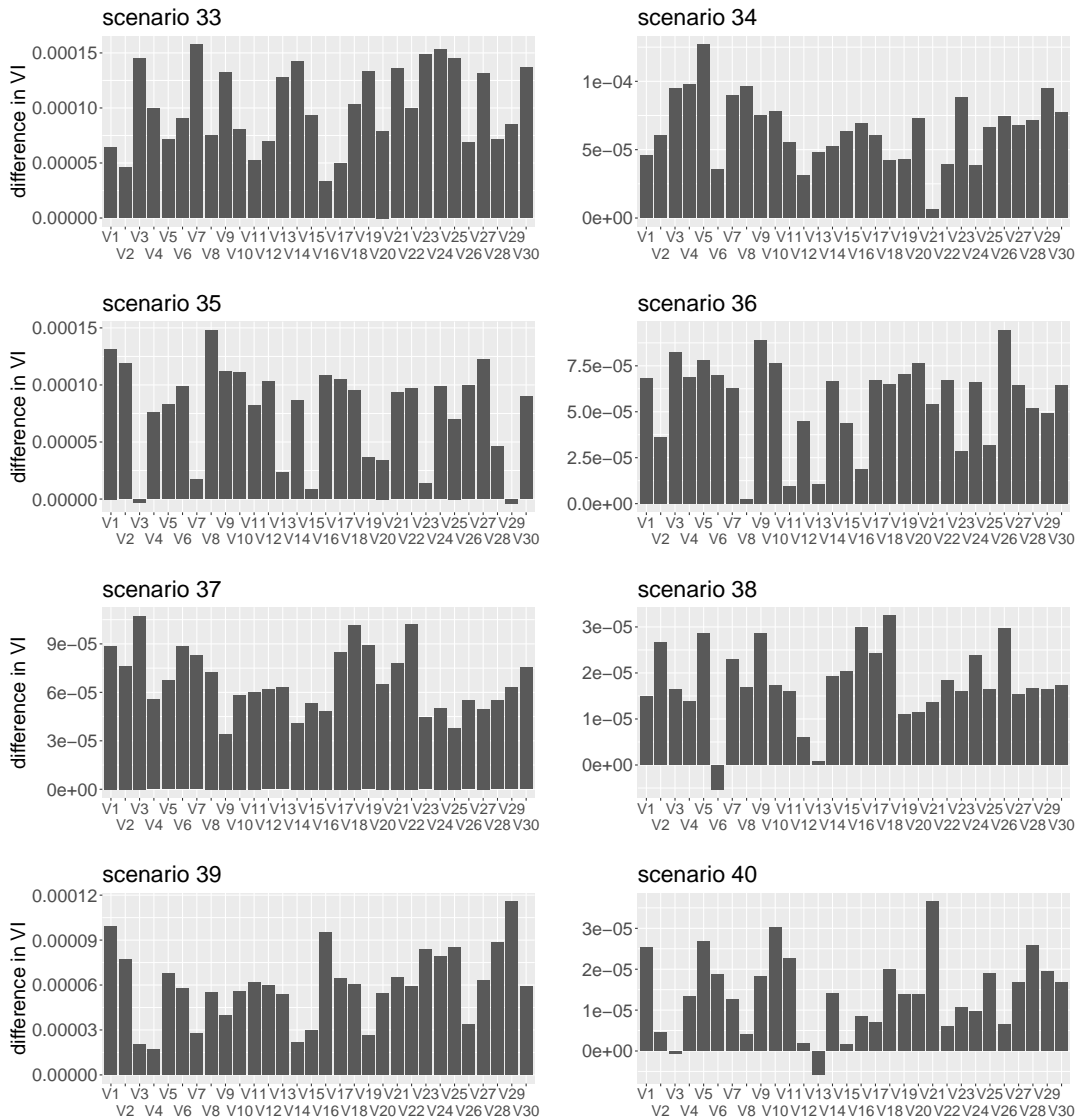 scenario 33
difference in VI
0.00015
0.00010
0.00005
0.00000
V1 V3 V5 V7 V9 V11 V13 V15 V17 V19 V21 V23 V25 V27 V29
V2 V4 V6 V8 V10 V12 V14 V16 V18 V20 V22 V24 V26 V28 V30
scenario 34
1e−04
5e−05
0e+00
V1 V3 V5 V7 V9 V11 V13 V15 V17 V19 V21 V23 V25 V27 V29
V2 V4 V6 V8 V10 V12 V14 V16 V18 V20 V22 V24 V26 V28 V30
scenario 35
difference in VI
0.00015
0.00010
0.00005
0.00000
V1 V3 V5 V7 V9 V11 V13 V15 V17 V19 V21 V23 V25 V27 V29
V2 V4 V6 V8 V10 V12 V14 V16 V18 V20 V22 V24 V26 V28 V30
scenario 36
7.5e−05
5.0e−05
2.5e−05
0.0e+00
V1 V3 V5 V7 V9 V11 V13 V15 V17 V19 V21 V23 V25 V27 V29
V2 V4 V6 V8 V10 V12 V14 V16 V18 V20 V22 V24 V26 V28 V30
scenario 37
difference in VI
9e−05
6e−05
3e−05
0e+00
V1 V3 V5 V7 V9 V11 V13 V15 V17 V19 V21 V23 V25 V27 V29
V2 V4 V6 V8 V10 V12 V14 V16 V18 V20 V22 V24 V26 V28 V30
scenario 38
3e−05
2e−05
1e−05
0e+00
V1 V3 V5 V7 V9 V11 V13 V15 V17 V19 V21 V23 V25 V27 V29
V2 V4 V6 V8 V10 V12 V14 V16 V18 V20 V22 V24 V26 V28 V30
scenario 39
difference in VI
0.00012
0.00009
0.00006
0.00003
0.00000
V1 V3 V5 V7 V9 V11 V13 V15 V17 V19 V21 V23 V25 V27 V29
V2 V4 V6 V8 V10 V12 V14 V16 V18 V20 V22 V24 V26 V28 V30
scenario 40
3e−05
2e−05
1e−05
0e+00
V1 V3 V5 V7 V9 V11 V13 V15 V17 V19 V21 V23 V25 V27 V29
V2 V4 V6 V8 V10 V12 V14 V16 V18 V20 V22 V24 V26 V28 V30